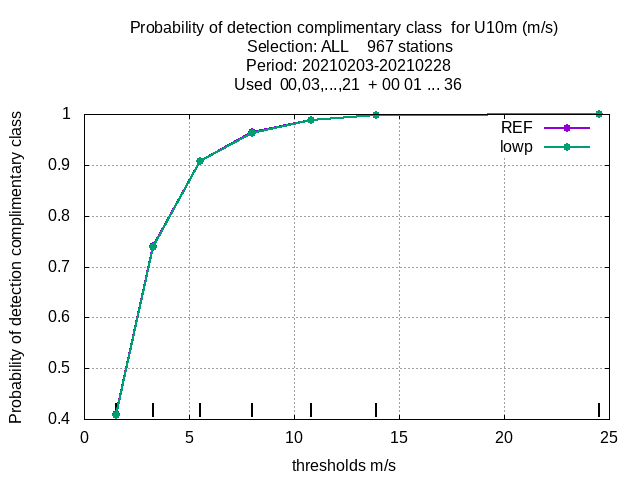 Probability of detection complimentary class  for U10m (m/s)
Selection: ALL    967 stations
Period: 20210203-20210228
Used  00,03,...,21  + 00 01 ... 36
Probability of detection complimentary class
1
0.9
0.8
0.7
0.6
0.5
0.4
REF
lowp
0 5 10 15 20 25
thresholds m/s